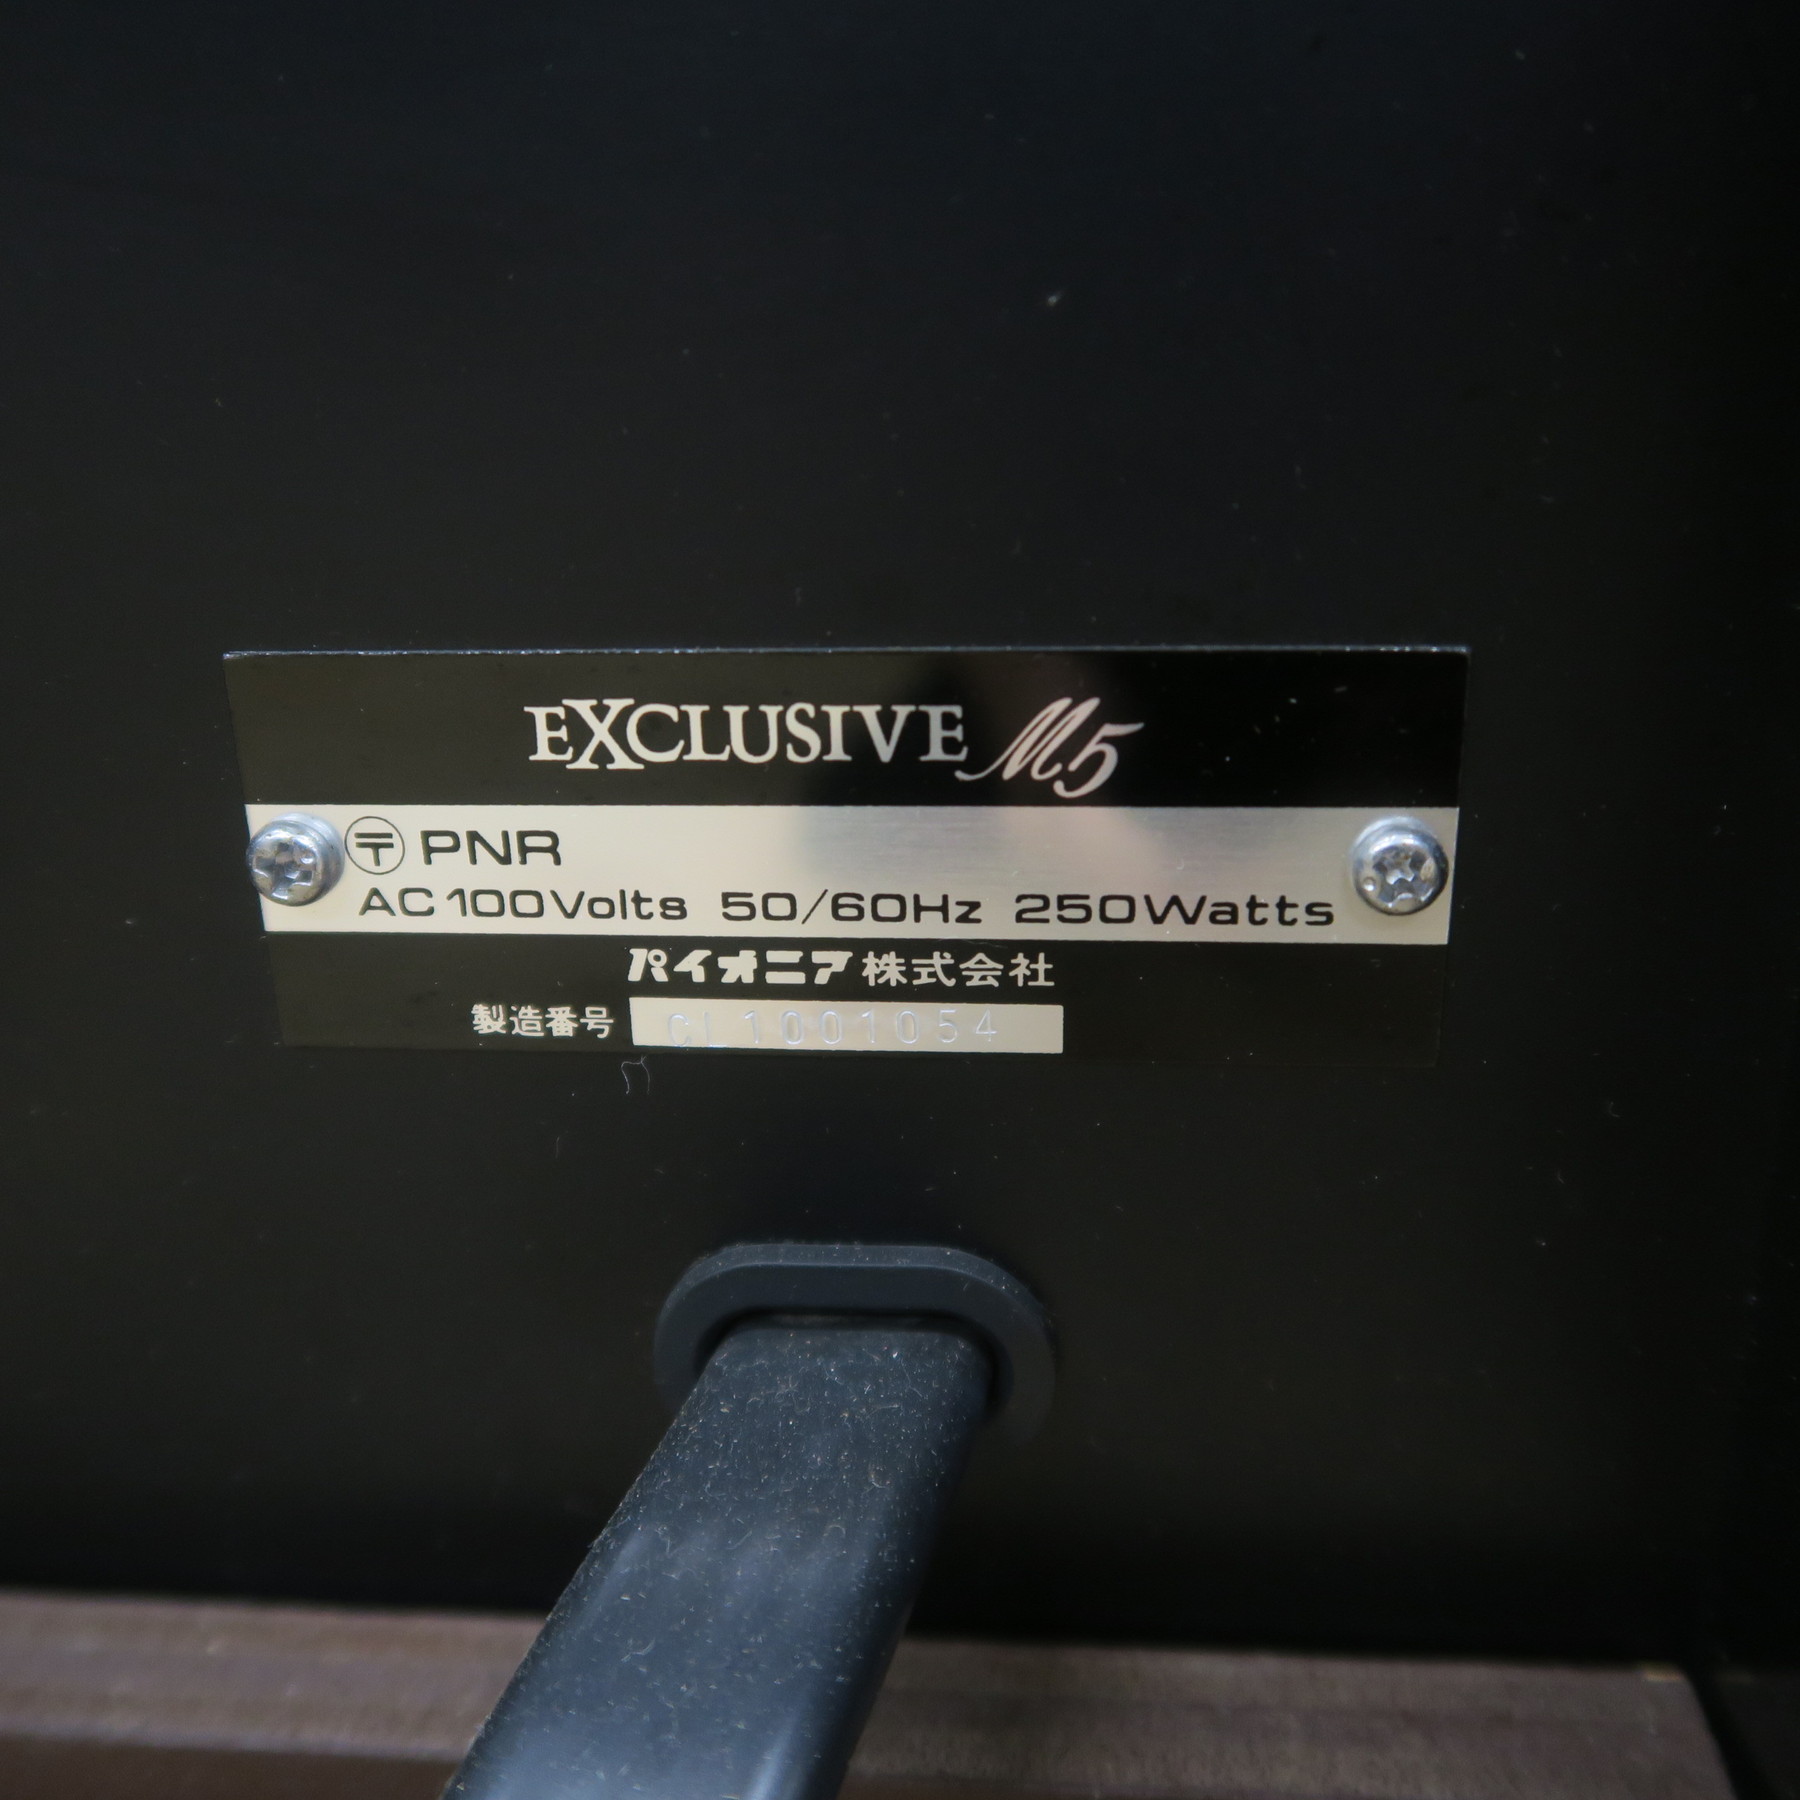 EXCLUSIVE M5
〒 PNR
AC 100Volts 50/60Hz 250Watts
パイオニア株式会社
製造番号 CL1001054